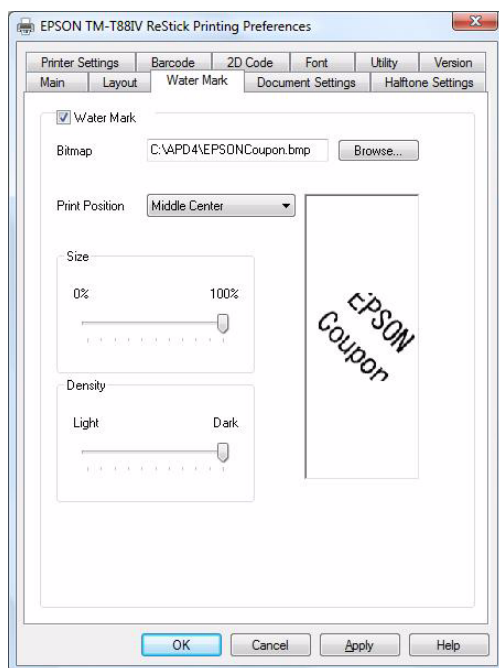 EPSON TM-T88IV ReStick Printing Preferences
Printer Settings Barcode 2D Code Font Utility Version
Main Layout Water Mark Document Settings Halftone Settings
Water Mark
Bitmap C:\APD4\EPSONCoupon.bmp Browse...
Print Position Middle Center
Size
0% 100%
EPSON
Coupon
Density
Light Dark
OK Cancel Apply Help